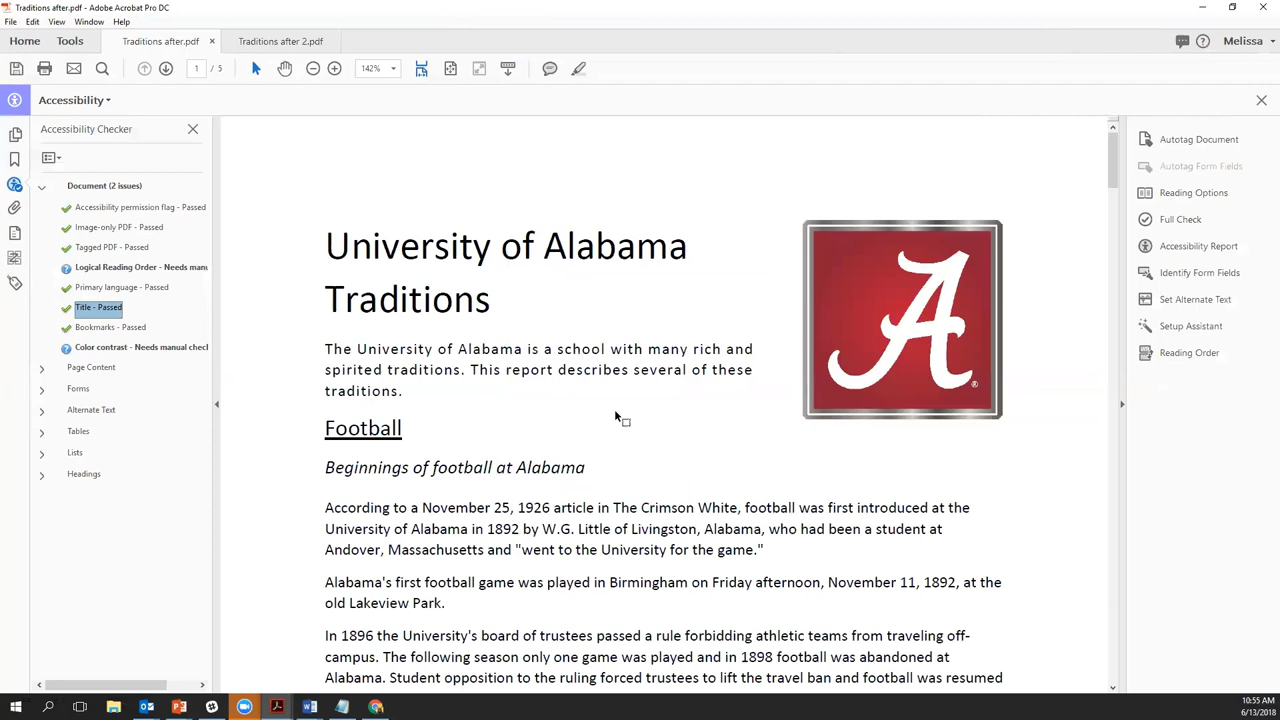 Traditions after.pdf - Adobe Acrobat Pro DC
File Edit View Window Help
Home Tools Traditions after.pdf × Traditions after 2.pdf Melissa
1 / 5 142%
Accessibility
Accessibility Checker
Document (2 issues)
Accessibility permission flag - Passed
Image-only PDF - Passed
Tagged PDF - Passed
Logical Reading Order - Needs manu
Primary language - Passed
Title - Passed
Bookmarks - Passed
Color contrast - Needs manual check
Page Content
Forms
Alternate Text
Tables
Lists
Headings
University of Alabama
Traditions
The University of Alabama is a school with many rich and
spirited traditions. This report describes several of these
traditions.
A
®
Football
Beginnings of football at Alabama
According to a November 25, 1926 article in The Crimson White, football was first introduced at the
University of Alabama in 1892 by W.G. Little of Livingston, Alabama, who had been a student at
Andover, Massachusetts and "went to the University for the game."
Alabama's first football game was played in Birmingham on Friday afternoon, November 11, 1892, at the
old Lakeview Park.
In 1896 the University's board of trustees passed a rule forbidding athletic teams from traveling off-
campus. The following season only one game was played and in 1898 football was abandoned at
Alabama. Student opposition to the ruling forced trustees to lift the travel ban and football was resumed
Autotag Document
Autotag Form Fields
Reading Options
Full Check
Accessibility Report
Identify Form Fields
Set Alternate Text
Setup Assistant
Reading Order
10:55 AM
6/13/2018